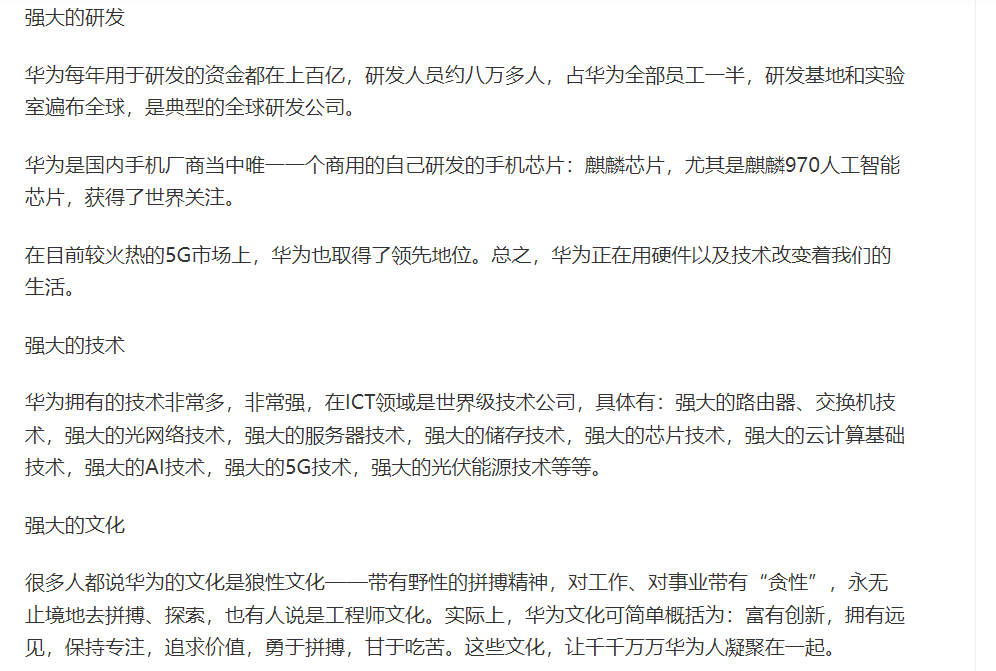 强大的研发
华为每年用于研发的资金都在上百亿，研发人员约八万多人，占华为全部员工一半，研发基地和实验
室遍布全球，是典型的全球研发公司。
华为是国内手机厂商当中唯一一个商用的自己研发的手机芯片：麒麟芯片，尤其是麒麟970人工智能
芯片，获得了世界关注。
在目前较火热的5G市场上，华为也取得了领先地位。总之，华为正在用硬件以及技术改变着我们的
生活。
强大的技术
华为拥有的技术非常多，非常强，在ICT领域是世界级技术公司，具体有：强大的路由器、交换机技
术，强大的光网络技术，强大的服务器技术，强大的储存技术，强大的芯片技术，强大的云计算基础
技术，强大的AI技术，强大的5G技术，强大的光伏能源技术等等。
强大的文化
很多人都说华为的文化是狼性文化——带有野性的拼搏精神，对工作、对事业带有“贪性”，永无
止境地去拼搏、探索，也有人说是工程师文化。实际上，华为文化可简单概括为：富有创新，拥有远
见，保持专注，追求价值，勇于拼搏，甘于吃苦。这些文化，让千千万万华为人凝聚在一起。